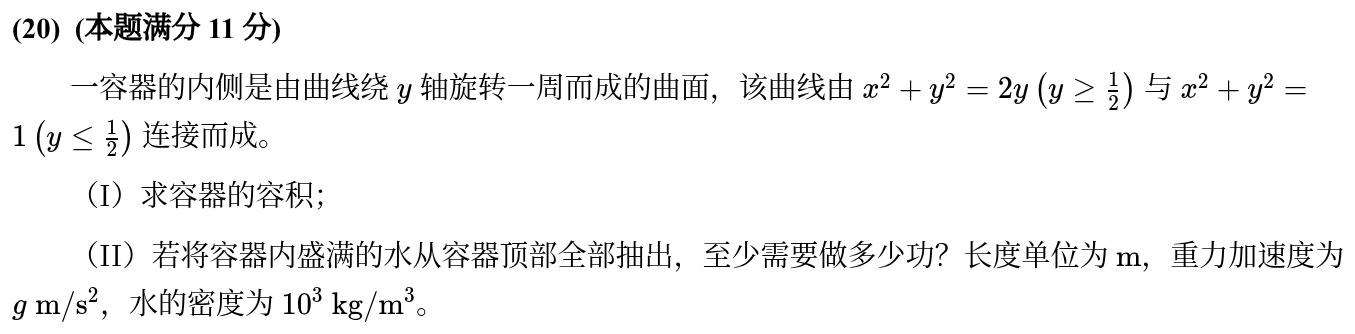 (20) (本题满分 11 分)
一容器的内侧是由曲线绕 y 轴旋转一周而成的曲面，该曲线由 x² + y² = 2y (y ≥ 1/2) 与 x² + y² =
1 (y ≤ 1/2) 连接而成。
（I）求容器的容积；
（II）若将容器内盛满的水从容器顶部全部抽出，至少需要做多少功？长度单位为 m，重力加速度为
g m/s²，水的密度为 10³ kg/m³。